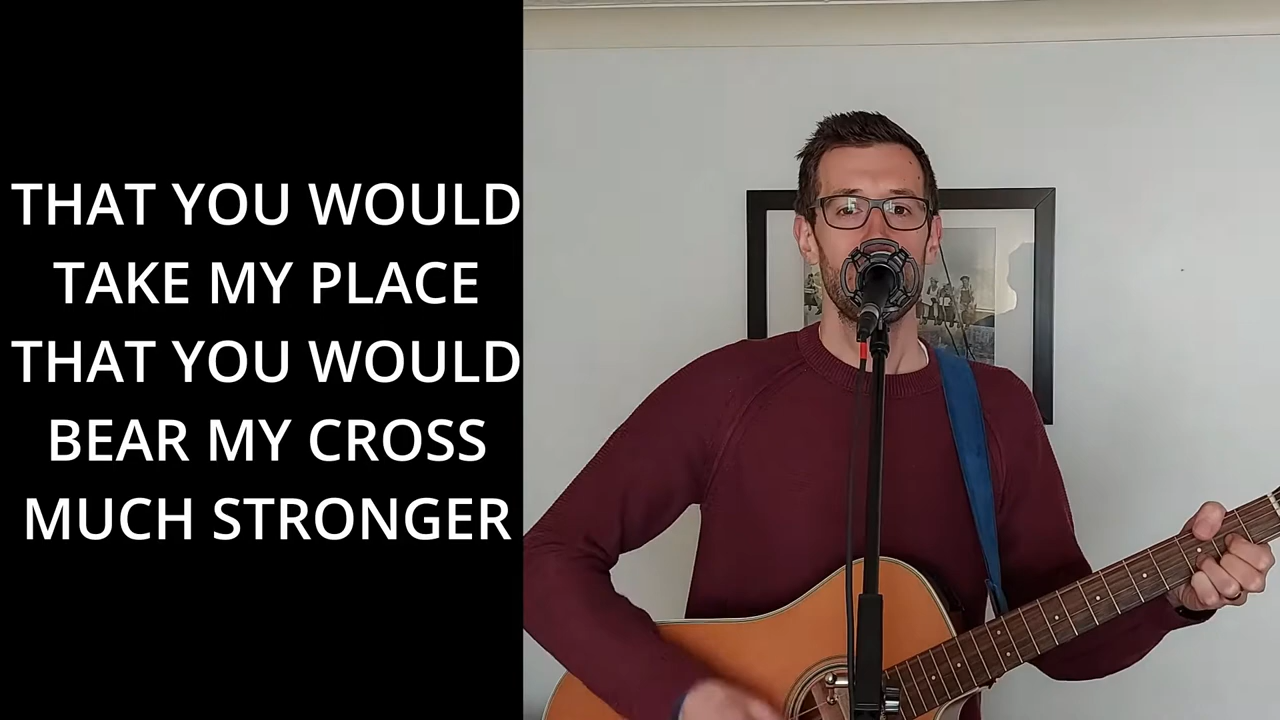 THAT YOU WOULD
TAKE MY PLACE
THAT YOU WOULD
BEAR MY CROSS
MUCH STRONGER